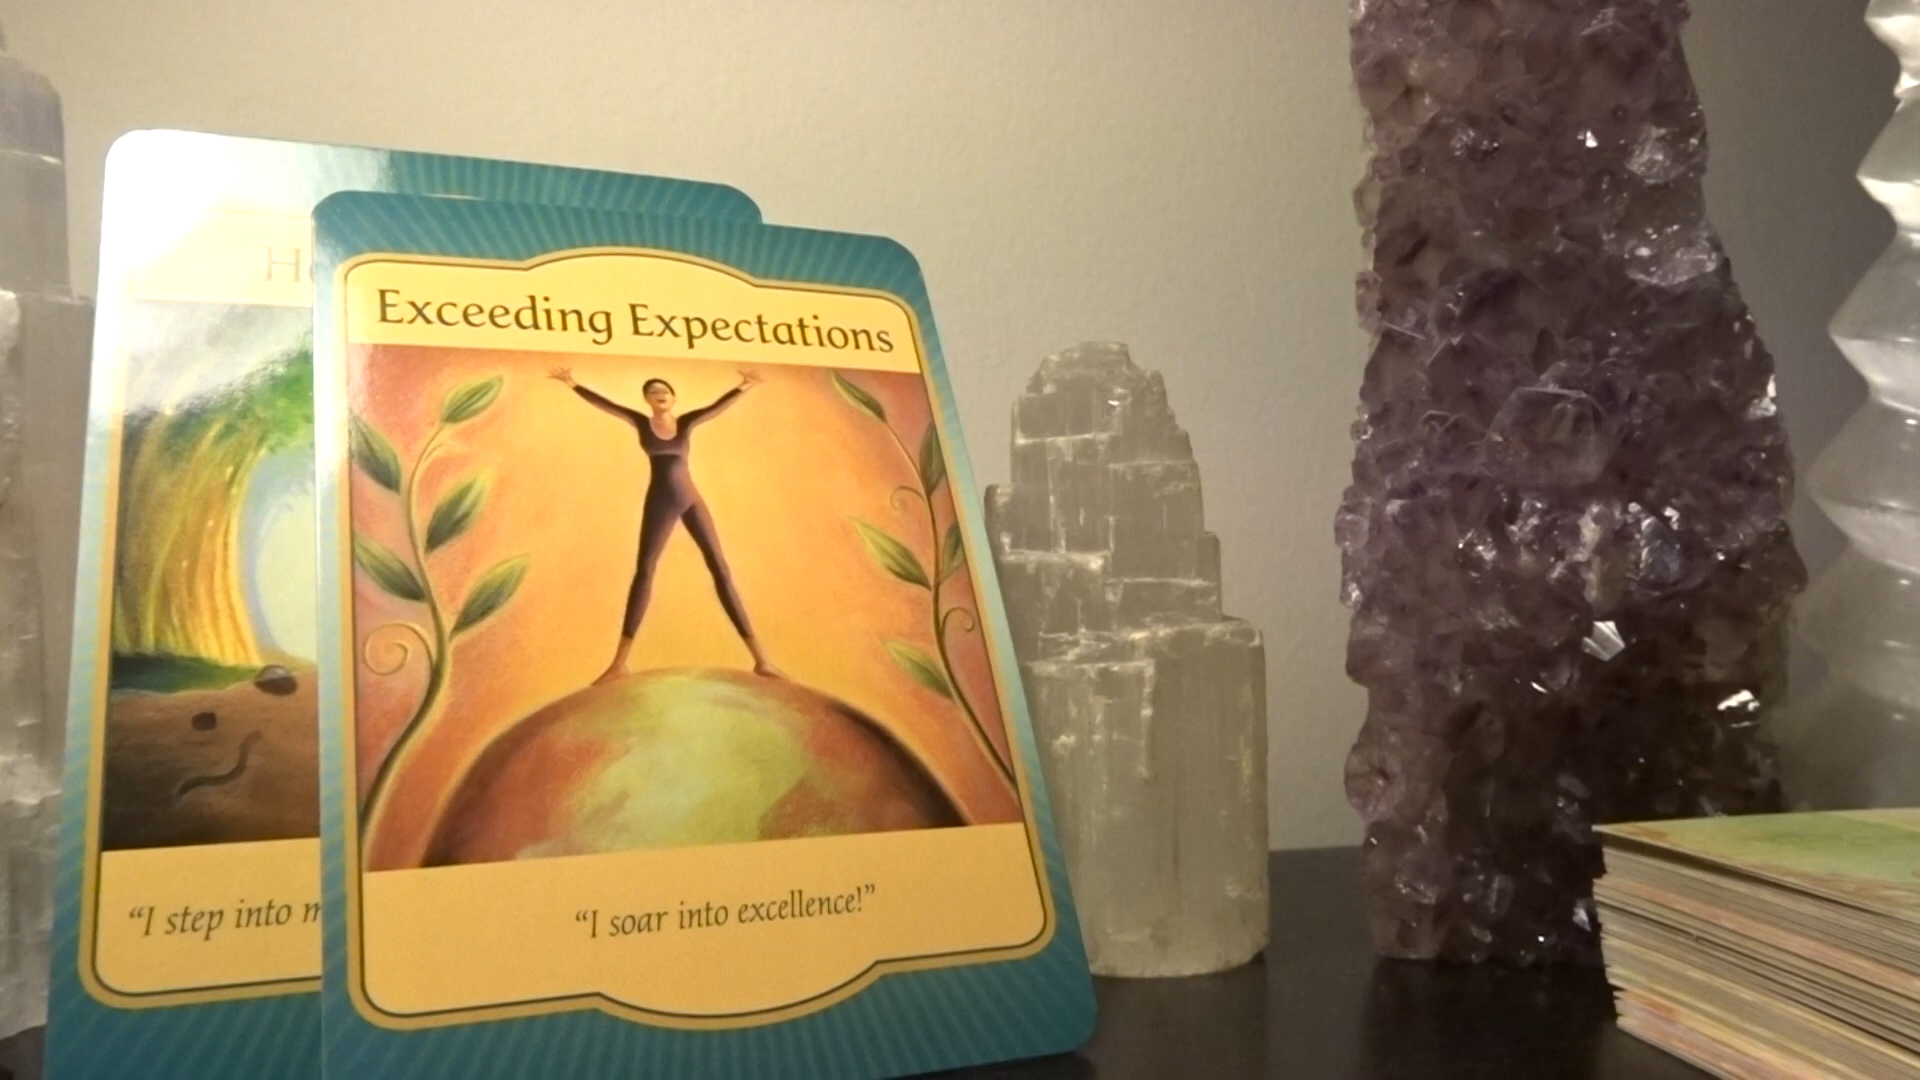 Exceeding Expectations
“I soar into excellence!”
“I step into